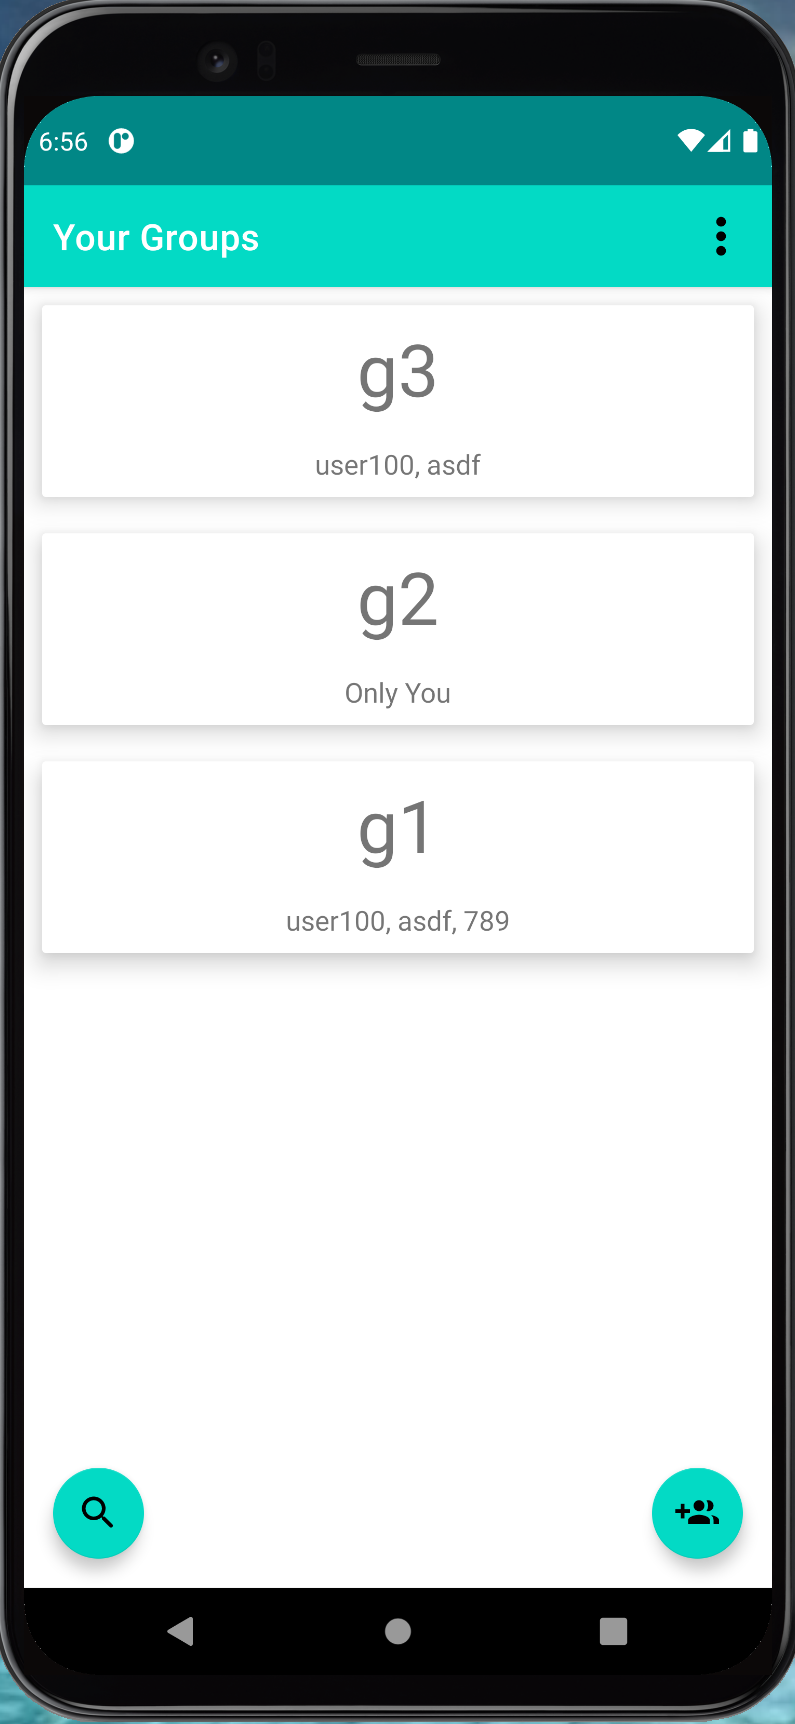 6:56
Your Groups
g3
user100, asdf
g2
Only You
g1
user100, asdf, 789